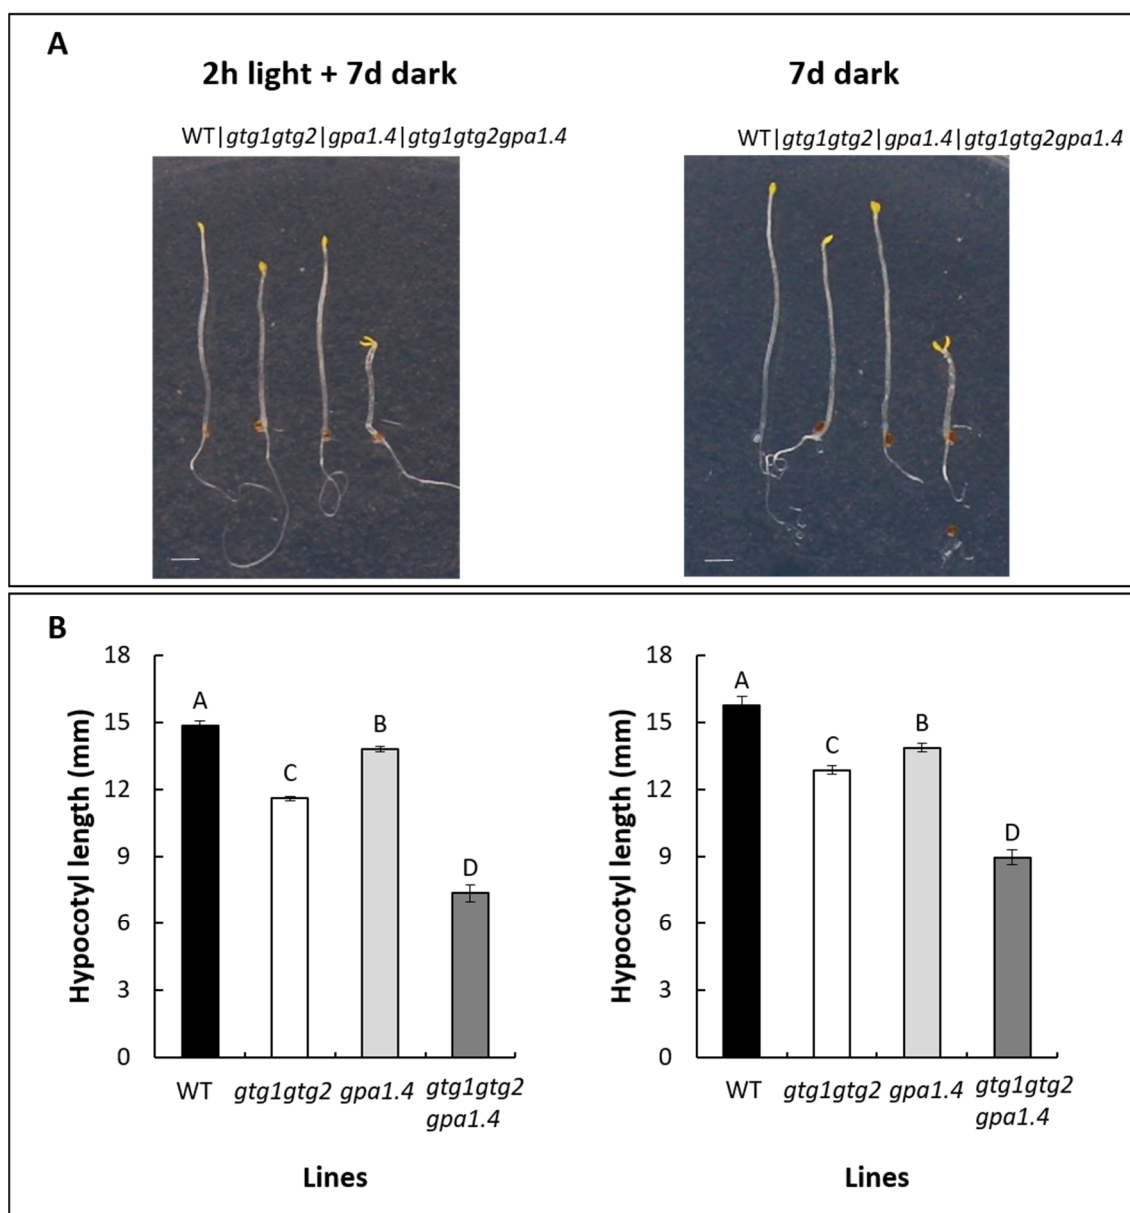 A
2h light + 7d dark
7d dark
WT|gtg1gtg2|gpa1.4|gtg1gtg2gpa1.4
WT|gtg1gtg2|gpa1.4|gtg1gtg2gpa1.4
B
18
15
12
9
6
3
0
Hypocotyl length (mm)
A
C
B
D
WT
gtg1gtg2
gpa1.4
gtg1gtg2
gpa1.4
Lines
18
15
12
9
6
3
0
Hypocotyl length (mm)
A
C
B
D
WT
gtg1gtg2
gpa1.4
gtg1gtg2
gpa1.4
Lines